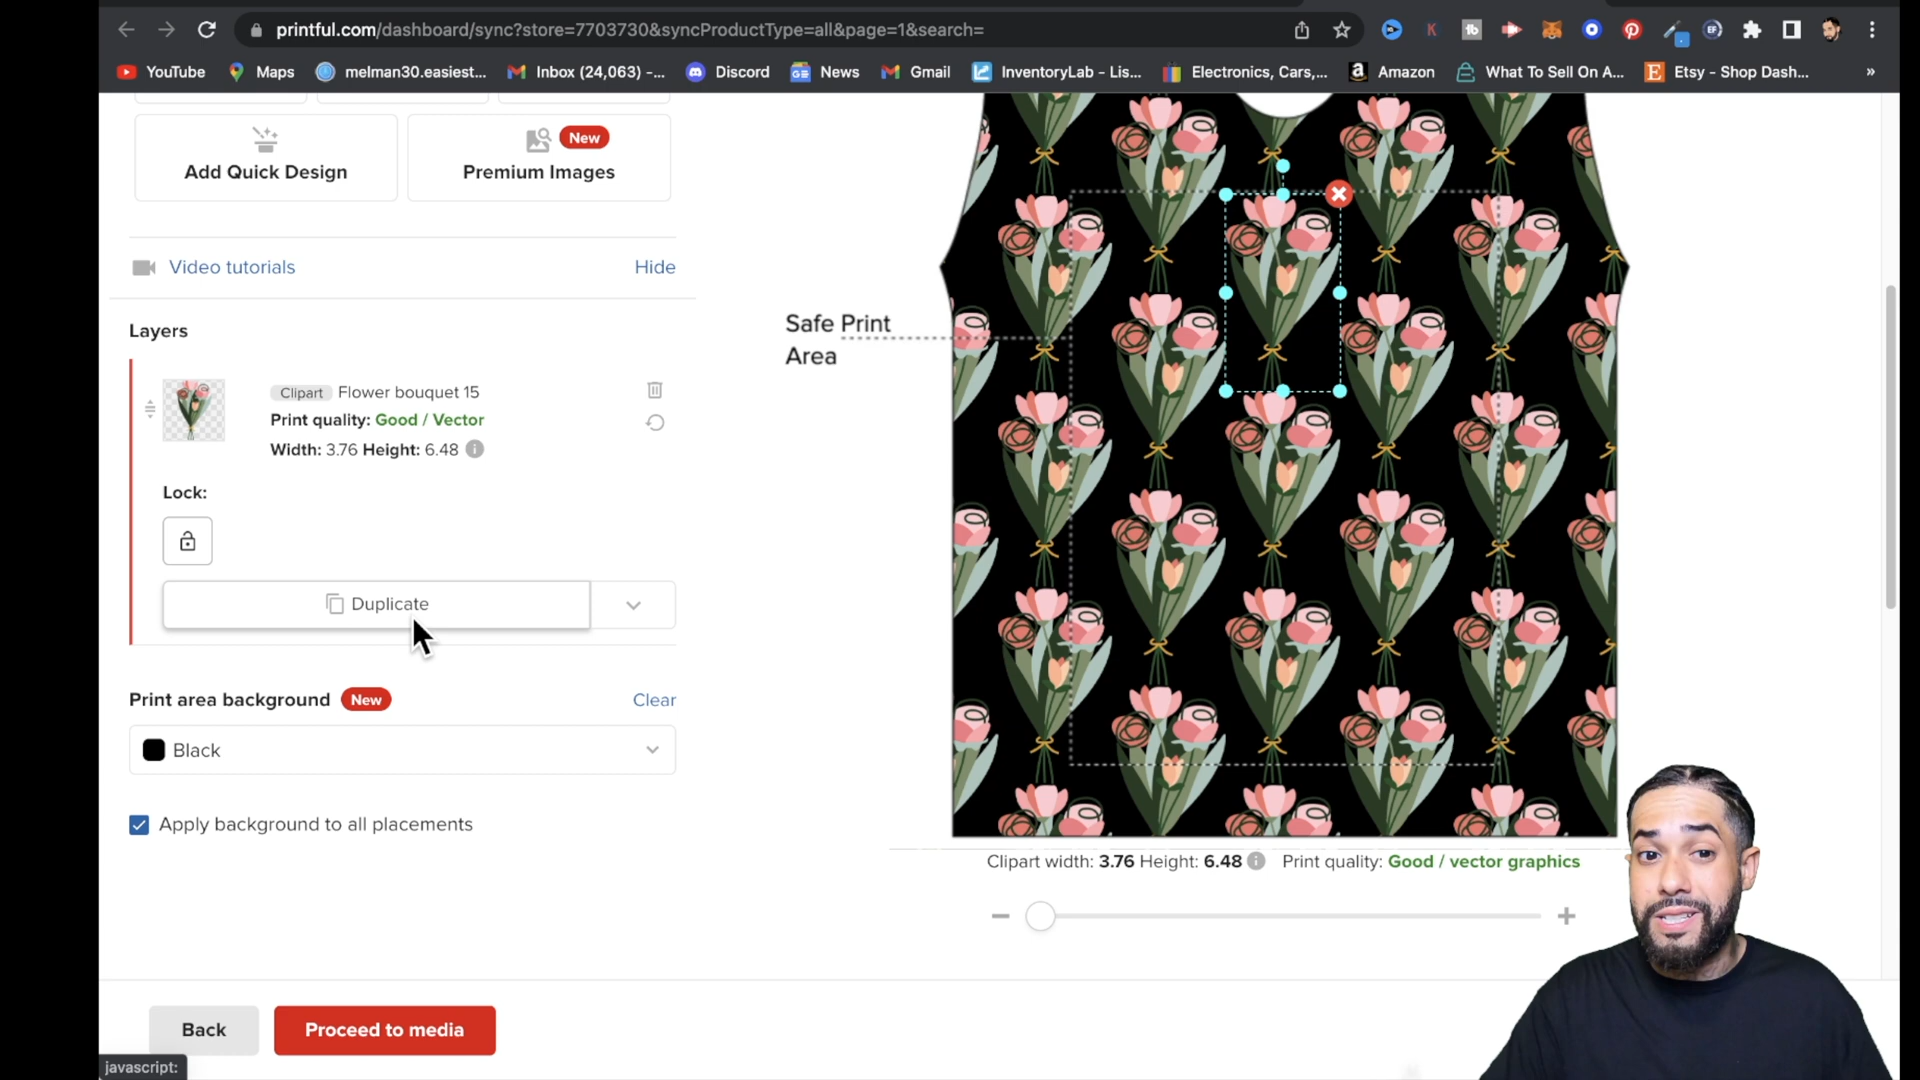 printful.com/dashboard/sync?store=7703730&syncProductType=all&page=1&search=
YouTube Maps melman30.easiest... Inbox (24,063) -... Discord News Gmail InventoryLab - Lis... Electronics, Cars,... Amazon What To Sell On A... Etsy - Shop Dash... »
Add Quick Design
New
Premium Images
Video tutorials Hide
Layers
Clipart Flower bouquet 15
Print quality: Good / Vector
Width: 3.76 Height: 6.48
Lock:
Duplicate
Print area background New Clear
Black
Apply background to all placements
Back
Proceed to media
javascript:
Safe Print
Area
Clipart width: 3.76 Height: 6.48 Print quality: Good / vector graphics